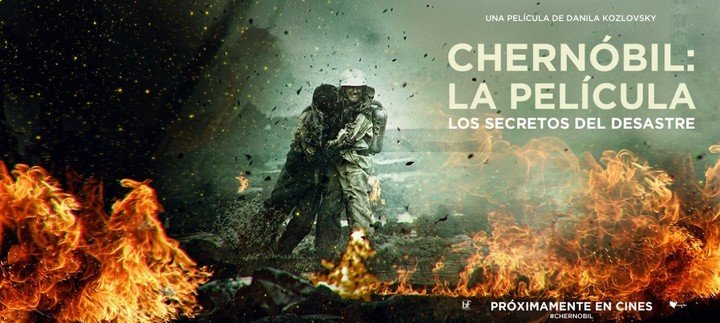 UNA PELÍCULA DE DANILA KOZLOVSKY
CHERNÓBIL:
LA PELÍCULA
LOS SECRETOS DEL DESASTRE
PRÓXIMAMENTE EN CINES
#CHERNOBIL